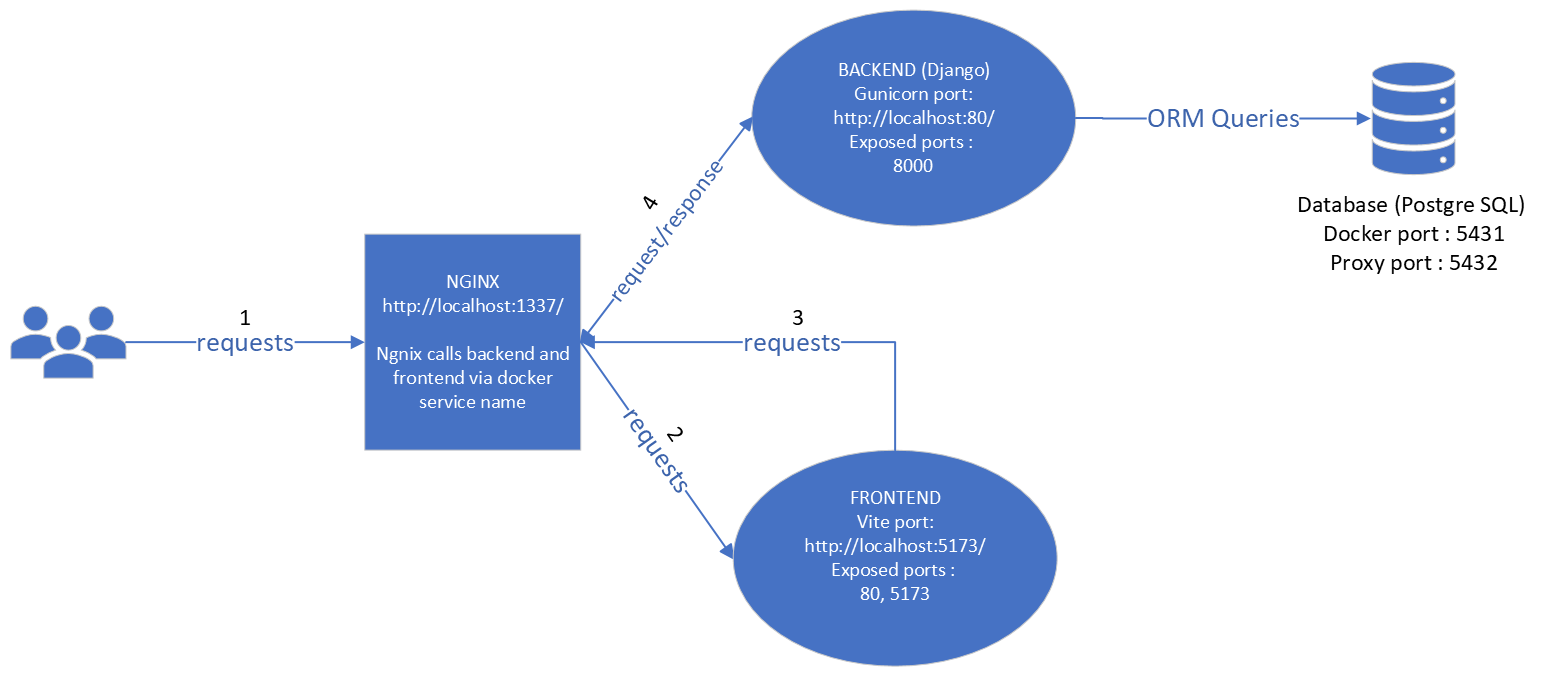 BACKEND (Django)
Gunicorn port:
http://localhost:80/
Exposed ports :
8000
ORM Queries
Database (Postgre SQL)
Docker port : 5431
Proxy port : 5432
4
request/response
NGINX
http://localhost:1337/
Ngnix calls backend and
frontend via docker
service name
1
requests
3
requests
2
requests
FRONTEND
Vite port:
http://localhost:5173/
Exposed ports :
80, 5173